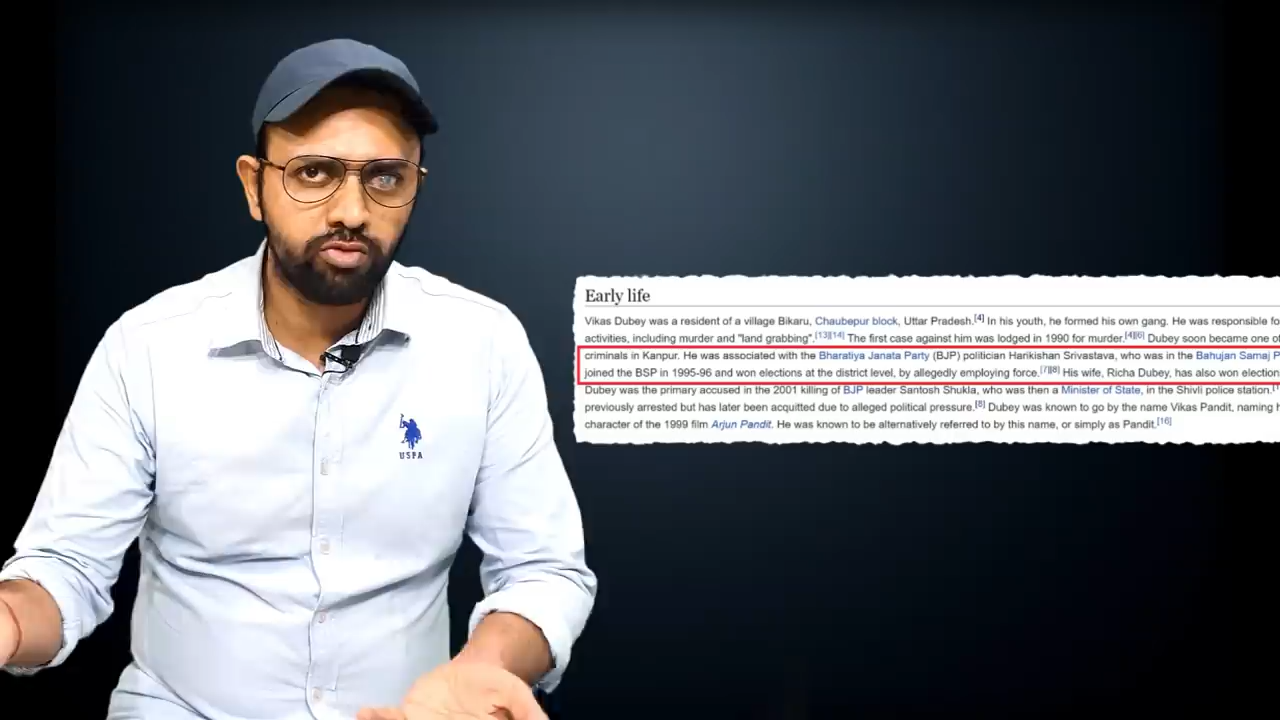 Early life
Vikas Dubey was a resident of a village Bikaru, Chaubepur block, Uttar Pradesh.[4] In his youth, he formed his own gang. He was responsible fo
activities, including murder and "land grabbing".[13][14] The first case against him was lodged in 1990 for murder.[4][6] Dubey soon became one of
criminals in Kanpur. He was associated with the Bharatiya Janata Party (BJP) politician Harikishan Srivastava, who was in the Bahujan Samaj P
joined the BSP in 1995-96 and won elections at the district level, by allegedly employing force.[7][8] His wife, Richa Dubey, has also won election
Dubey was the primary accused in the 2001 killing of BJP leader Santosh Shukla, who was then a Minister of State, in the Shivli police station.[
previously arrested but has later been acquitted due to alleged political pressure.[8] Dubey was known to go by the name Vikas Pandit, naming h
character of the 1999 film Arjun Pandit. He was known to be alternatively referred to by this name, or simply as Pandit.[16]
USPA